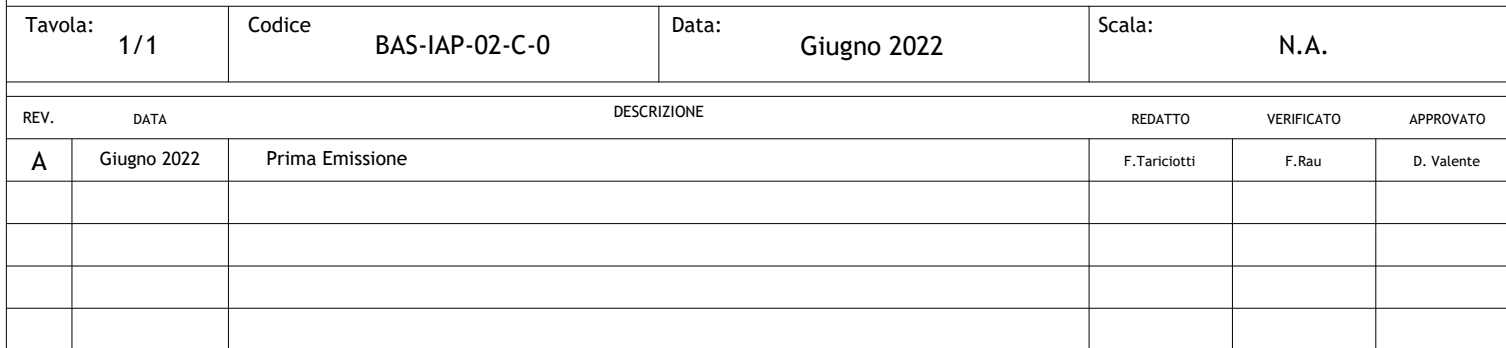 Tavola: Codice Data: Scala:
1/1 BAS-IAP-02-C-0 Giugno 2022 N.A.
REV. DATA DESCRIZIONE REDATTO VERIFICATO APPROVATO
A Giugno 2022 Prima Emissione F.Tariciotti F.Rau D. Valente